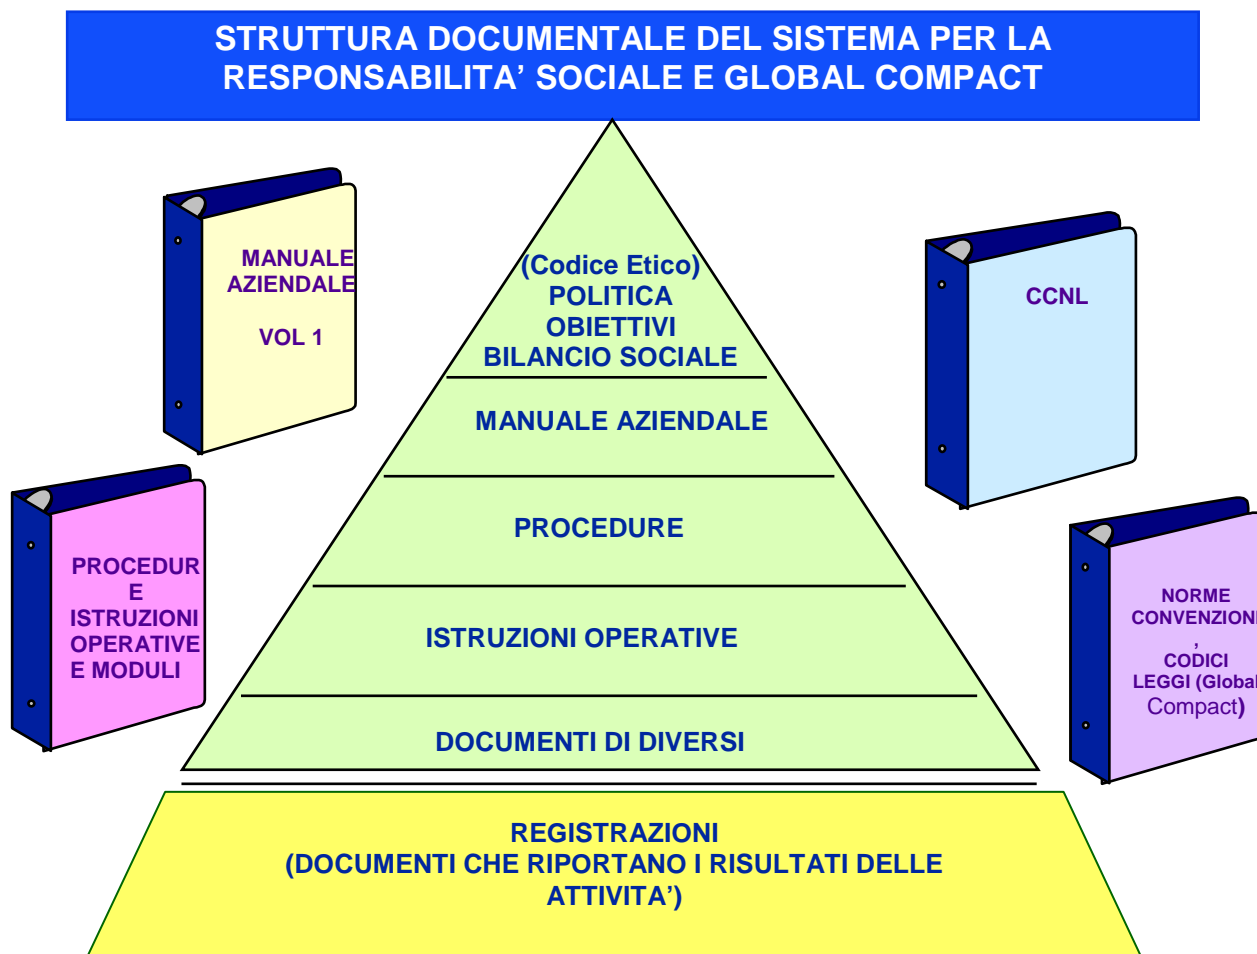 STRUTTURA DOCUMENTALE DEL SISTEMA PER LA
RESPONSABILITA’ SOCIALE E GLOBAL COMPACT
MANUALE
AZIENDALE
VOL 1
(Codice Etico)
POLITICA
OBIETTIVI
BILANCIO SOCIALE
CCNL
MANUALE AZIENDALE
PROCEDURE
PROCEDUR
E
ISTRUZIONI
OPERATIVE
E MODULI
ISTRUZIONI OPERATIVE
NORME
CONVENZIONI
,
CODICI
LEGGI (Global
Compact)
DOCUMENTI DI DIVERSI
REGISTRAZIONI
(DOCUMENTI CHE RIPORTANO I RISULTATI DELLE
ATTIVITA’)